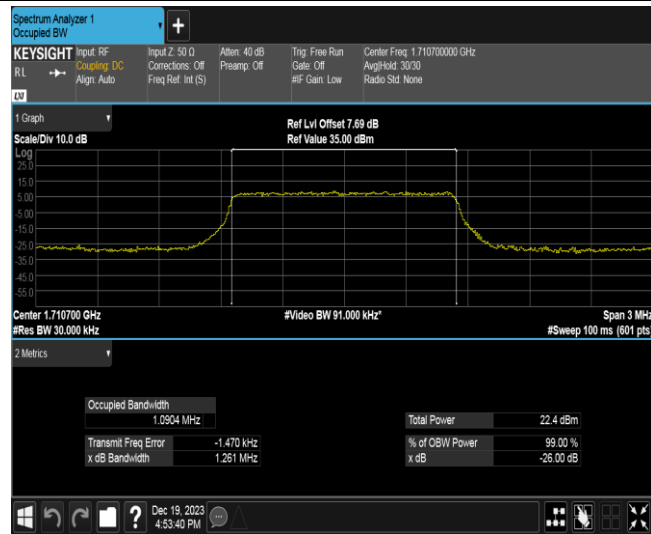 Spectrum Analyzer 1
Occupied BW
+
KEYSIGHT
RL
LXI
Input: RF
Coupling: DC
Align: Auto
Input Z: 50 Ω
Corrections: Off
Freq Ref: Int (S)
Atten: 40 dB
Preamp: Off
Trig: Free Run
Gate: Off
#IF Gain: Low
Center Freq: 1.710700000 GHz
Avg|Hold: 30/30
Radio Std: None
1 Graph
Scale/Div 10.0 dB
Ref Lvl Offset 7.69 dB
Ref Value 35.00 dBm
Log
25.0
15.0
5.00
-5.00
-15.0
-25.0
-35.0
-45.0
-55.0
Center 1.710700 GHz
#Res BW 30.000 kHz
#Video BW 91.000 kHz*
Span 3 MHz
#Sweep 100 ms (601 pts)
2 Metrics
Occupied Bandwidth
1.0904 MHz
Transmit Freq Error -1.470 kHz
x dB Bandwidth 1.261 MHz
Total Power 22.4 dBm
% of OBW Power 99.00 %
x dB -26.00 dB
?
Dec 19, 2023
4:53:40 PM